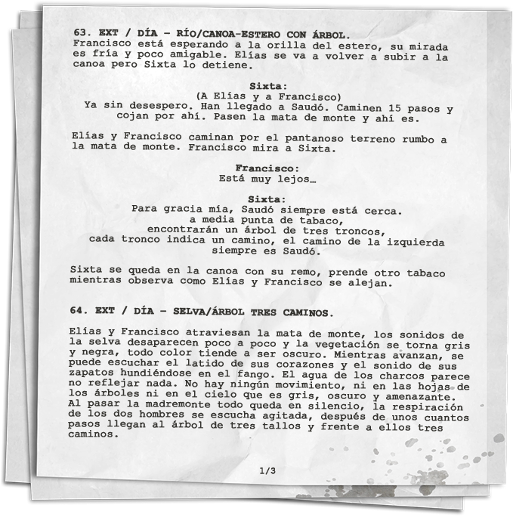 63. EXT / DÍA – RÍO/CANOA-ESTERO CON ÁRBOL.
Francisco está esperando a la orilla del estero, su mirada
es fría y poco amigable. Elías se va a volver a subir a la
canoa pero Sixta lo detiene.
Sixta:
(A Elías y a Francisco)
Ya sin desespero. Han llegado a Saudó. Caminen 15 pasos y
cojan por ahí. Pasen la mata de monte y ahi es.
Elías y Francisco caminan por el pantanoso terreno rumbo a
la mata de monte. Francisco mira a Sixta.
Francisco:
Está muy lejos…
Sixta:
Para gracia mía, Saudó siempre está cerca.
a media punta de tabaco,
encontrarán un árbol de tres troncos,
cada tronco indica un camino, el camino de la izquierda
siempre es Saudó.
Sixta se queda en la canoa con su remo, prende otro tabaco
mientras observa como Elías y Francisco se alejan.
64. EXT / DÍA – SELVA/ÁRBOL TRES CAMINOS.
Elías y Francisco atraviesan la mata de monte, los sonidos de
la selva desaparecen poco a poco y la vegetación se torna gris
y negra, todo color tiende a ser oscuro. Mientras avanzan, se
puede escuchar el latido de sus corazones y el sonido de sus
zapatos hundiéndose en el fango. El agua de los charcos parece
no reflejar nada. No hay ningún movimiento, ni en las hojas de
los árboles ni en el cielo que es gris, oscuro y amenazante.
Al pasar la madremonte todo queda en silencio, la respiración
de los dos hombres se escucha agitada, después de unos cuantos
pasos llegan al árbol de tres tallos y frente a ellos tres
caminos.
1/3